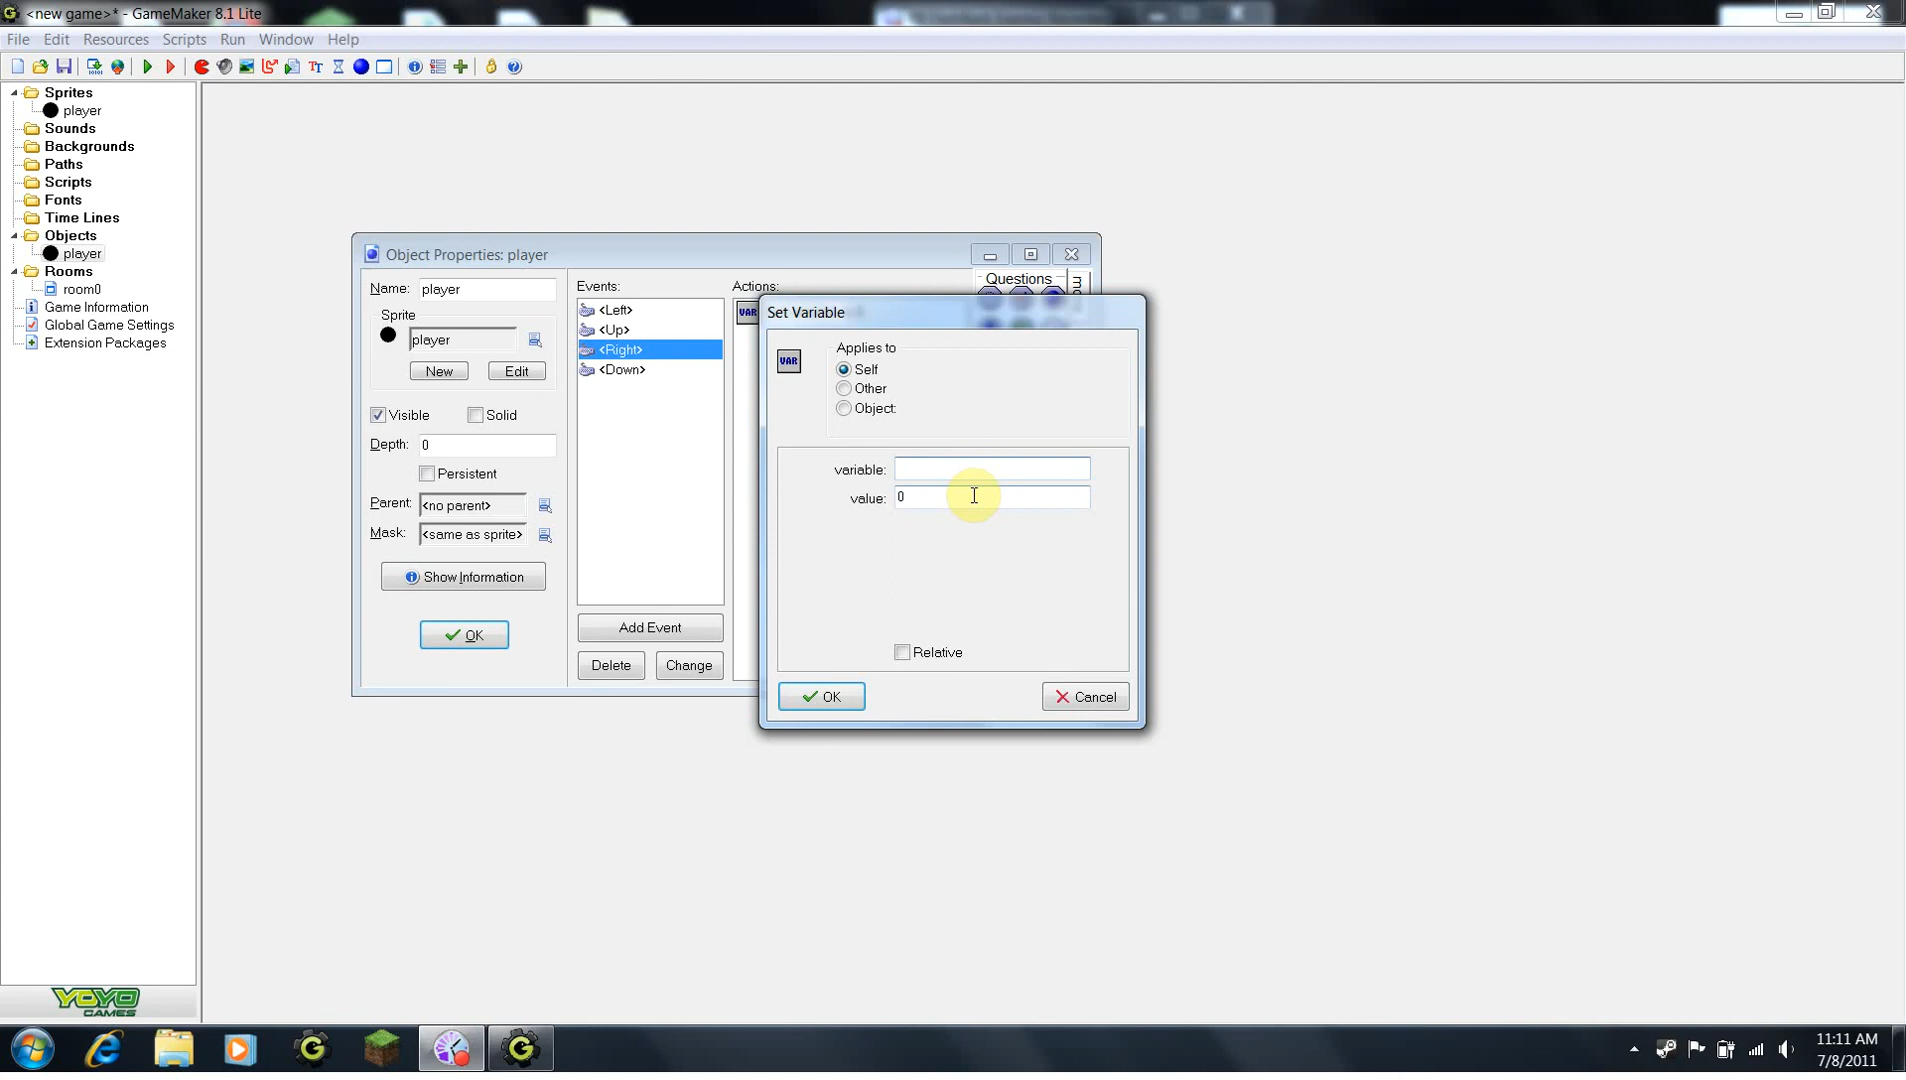 <new game>* - GameMaker 8.1 Lite
File Edit Resources Scripts Run Window Help
Sprites
player
Sounds
Backgrounds
Paths
Scripts
Fonts
Time Lines
Objects
player
Rooms
room0
Game Information
Global Game Settings
Extension Packages
Object Properties: player
Name: player
Sprite
player
New Edit
Visible Solid
Depth: 0
Persistent
Parent: <no parent>
Mask: <same as sprite>
Show Information
OK
Events:
<Left>
<Up>
<Right>
<Down>
Add Event
Delete Change
Actions:
VAR
Questions
Set Variable
VAR
Applies to
Self
Other
Object:
variable:
value: 0
Relative
OK Cancel
YOYO
GAMES
11:11 AM
7/8/2011